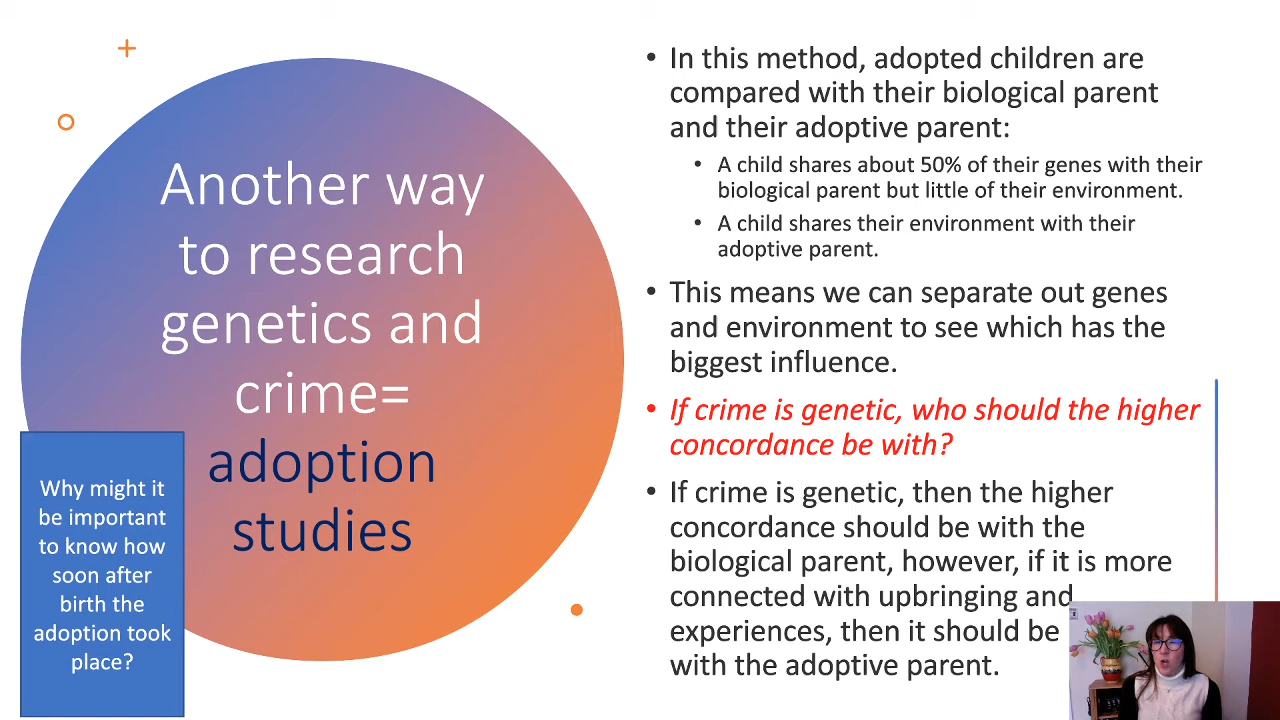 Another way
to research
genetics and
crime=
adoption
studies
Why might it
be important
to know how
soon after
birth the
adoption took
place?
• In this method, adopted children are
compared with their biological parent
and their adoptive parent:
• A child shares about 50% of their genes with their
biological parent but little of their environment.
• A child shares their environment with their
adoptive parent.
• This means we can separate out genes
and environment to see which has the
biggest influence.
• If crime is genetic, who should the higher
concordance be with?
• If crime is genetic, then the higher
concordance should be with the
biological parent, however, if it is more
connected with upbringing and
experiences, then it should be
with the adoptive parent.